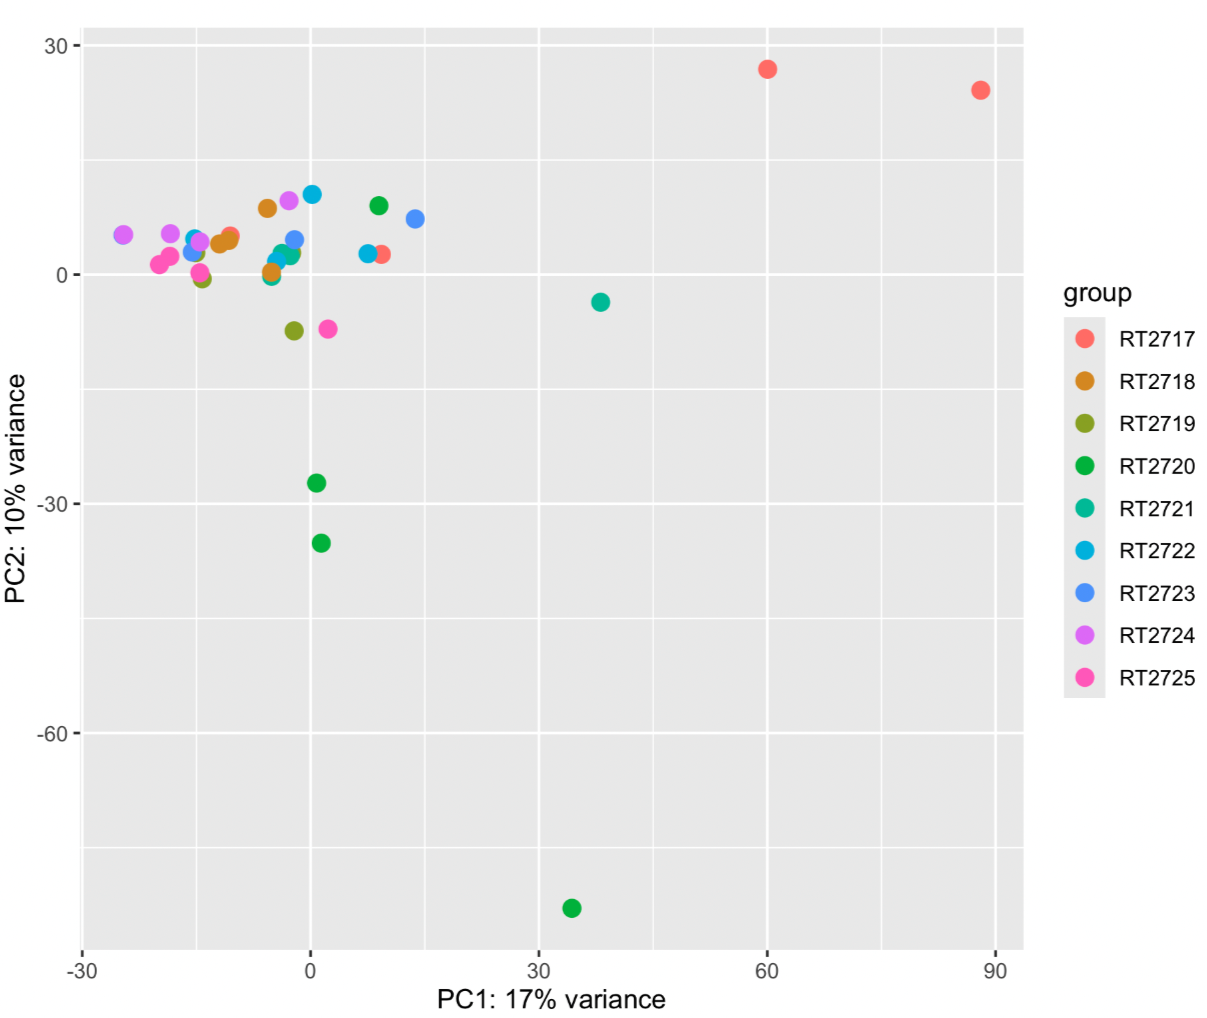 30
0
-30
-60
-30
0
30
60
90
PC2: 10% variance
PC1: 17% variance
group
RT2717
RT2718
RT2719
RT2720
RT2721
RT2722
RT2723
RT2724
RT2725